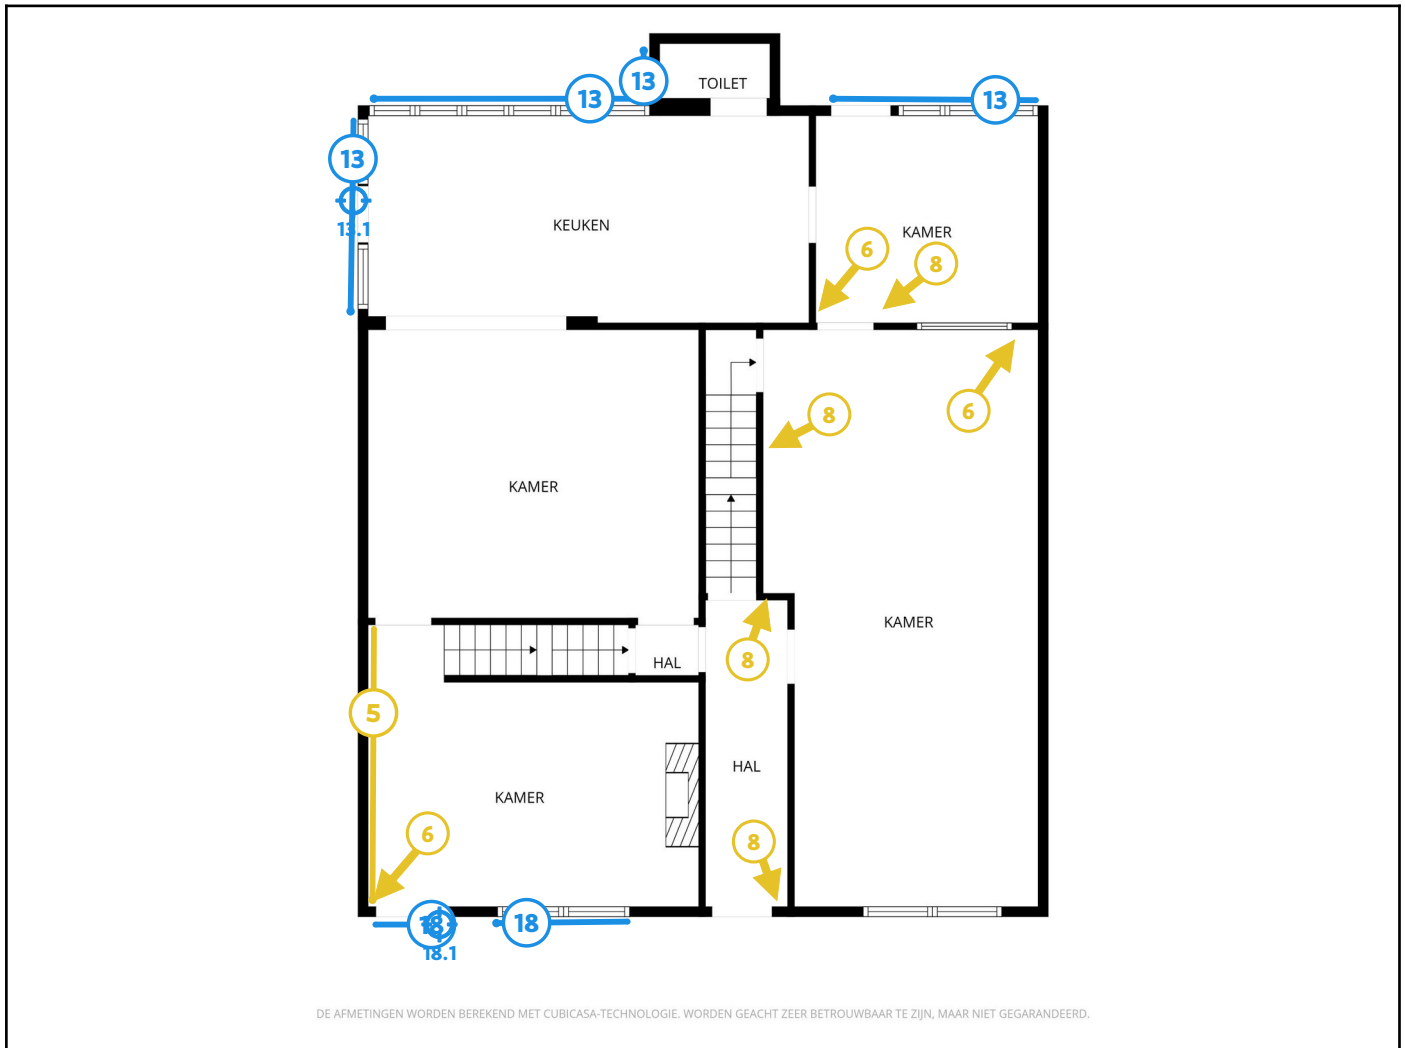 13
TOILET
13
13
13
13.1
KEUKEN
KAMER
6
8
8
6
KAMER
KAMER
8
HAL
5
HAL
KAMER
6
8
18
18
18.1
DE AFMETINGEN WORDEN BEREKEND MET CUBICASA-TECHNOLOGIE. WORDEN GEACHT ZEER BETROUWBAAR TE ZIJN, MAAR NIET GEGARANDEERD.